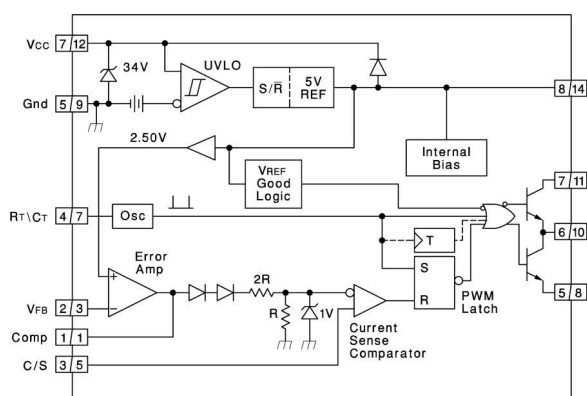 Vcc 7 12
34V
UVLO
S/R̅
5V
REF
8 14
Gnd 5 9
2.50V
Internal
Bias
VREF
Good
Logic
7 11
RT\CT 4 7
Osc
T
6 10
Error
Amp
2R
S
R
PWM
Latch
VFB 2 3
R
1V
5 8
Comp 1 1
Current
Sense
Comparator
C/S 3 5